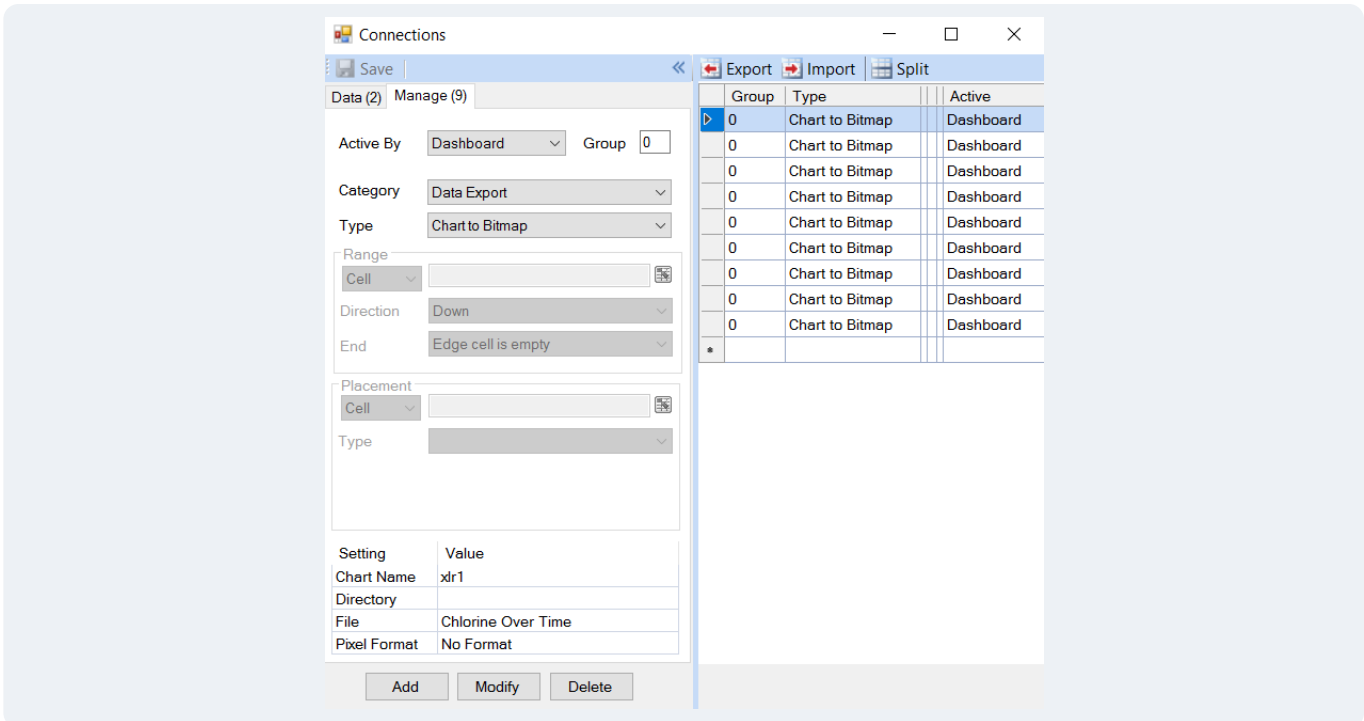 Connections
Save
Data (2) Manage (9)
Active By Dashboard Group 0
Category Data Export
Type Chart to Bitmap
Range
Cell
Direction Down
End Edge cell is empty
Placement
Cell
Type
Setting Value
Chart Name xlr1
Directory
File Chlorine Over Time
Pixel Format No Format
Add Modify Delete
Export Import Split
Group Type Active
0 Chart to Bitmap Dashboard
0 Chart to Bitmap Dashboard
0 Chart to Bitmap Dashboard
0 Chart to Bitmap Dashboard
0 Chart to Bitmap Dashboard
0 Chart to Bitmap Dashboard
0 Chart to Bitmap Dashboard
0 Chart to Bitmap Dashboard
0 Chart to Bitmap Dashboard
*